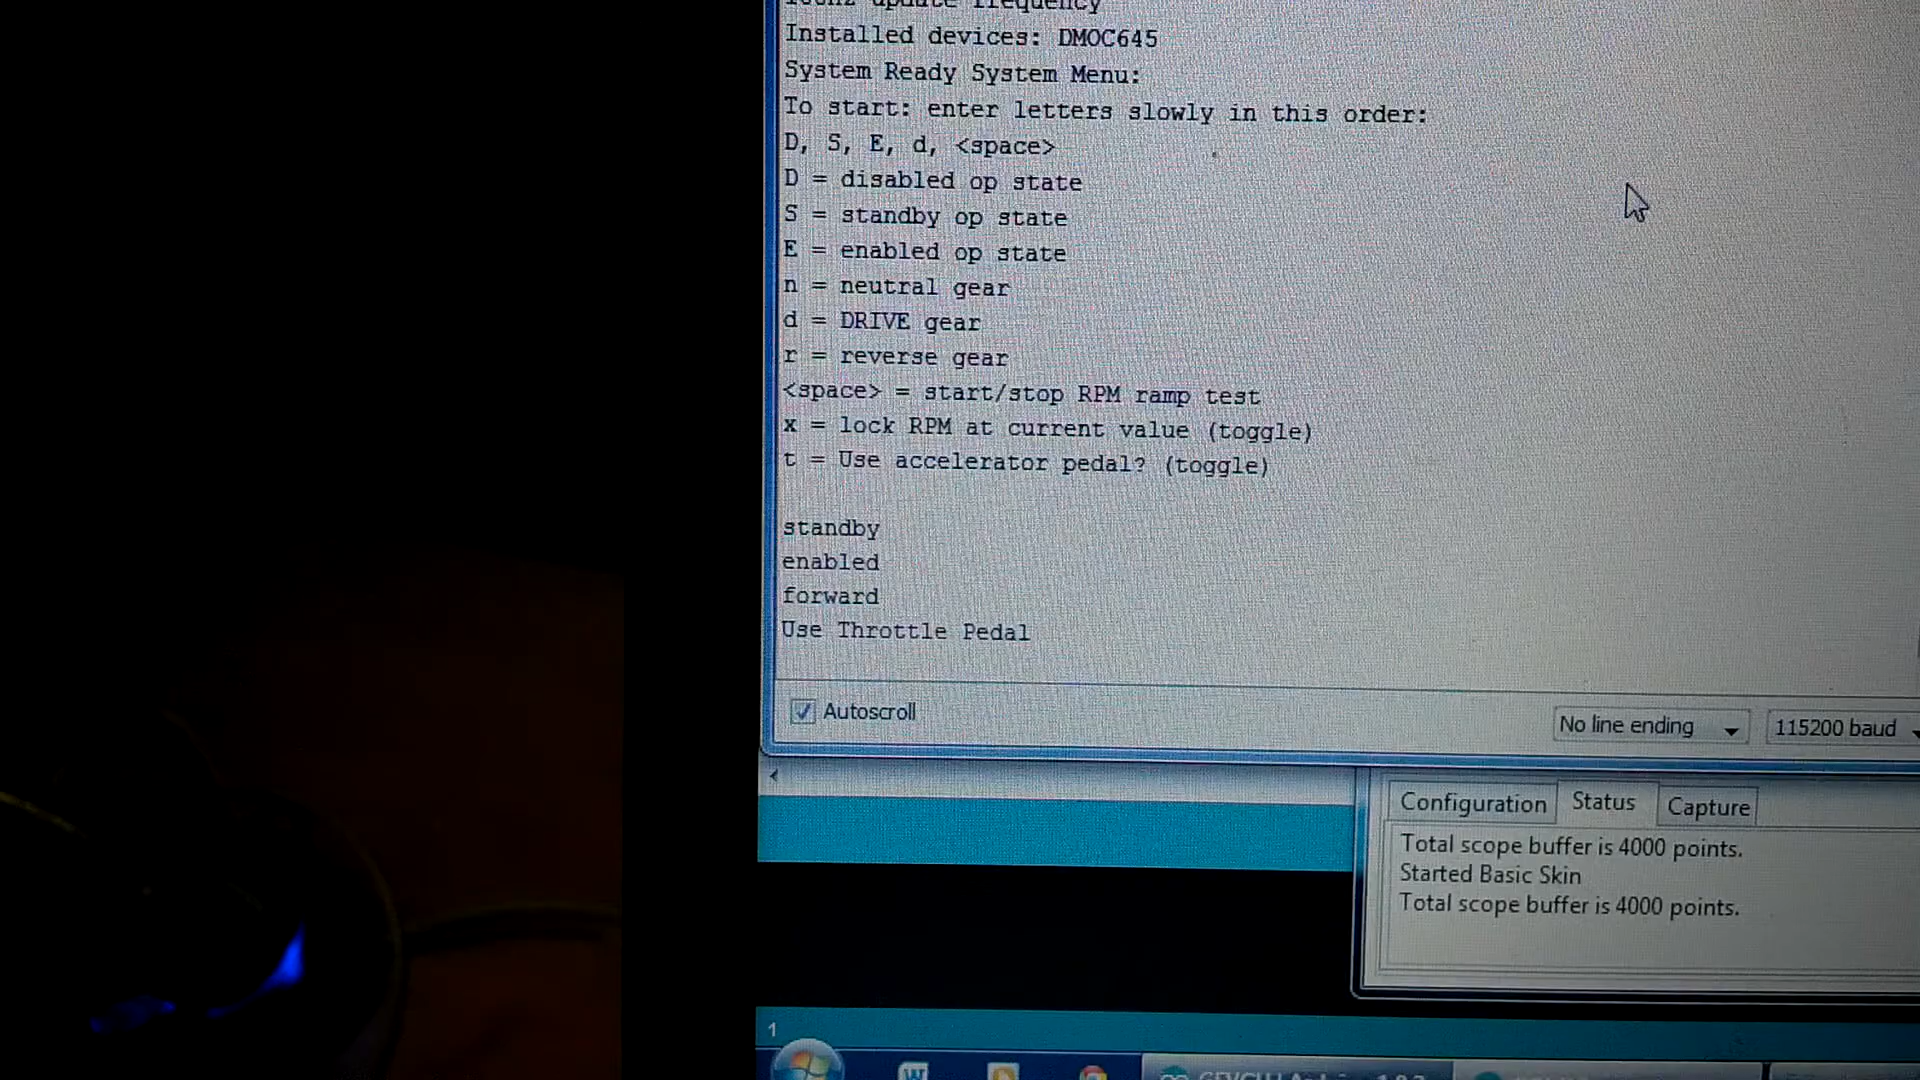 update frequency
Installed devices: DMOC645
System Ready System Menu:
To start: enter letters slowly in this order:
D, S, E, d, <space>
D = disabled op state
S = standby op state
E = enabled op state
n = neutral gear
d = DRIVE gear
r = reverse gear
<space> = start/stop RPM ramp test
x = lock RPM at current value (toggle)
t = Use accelerator pedal? (toggle)
standby
enabled
forward
Use Throttle Pedal
Autoscroll
No line ending
115200 baud
Configuration
Status
Capture
Total scope buffer is 4000 points.
Started Basic Skin
Total scope buffer is 4000 points.
1